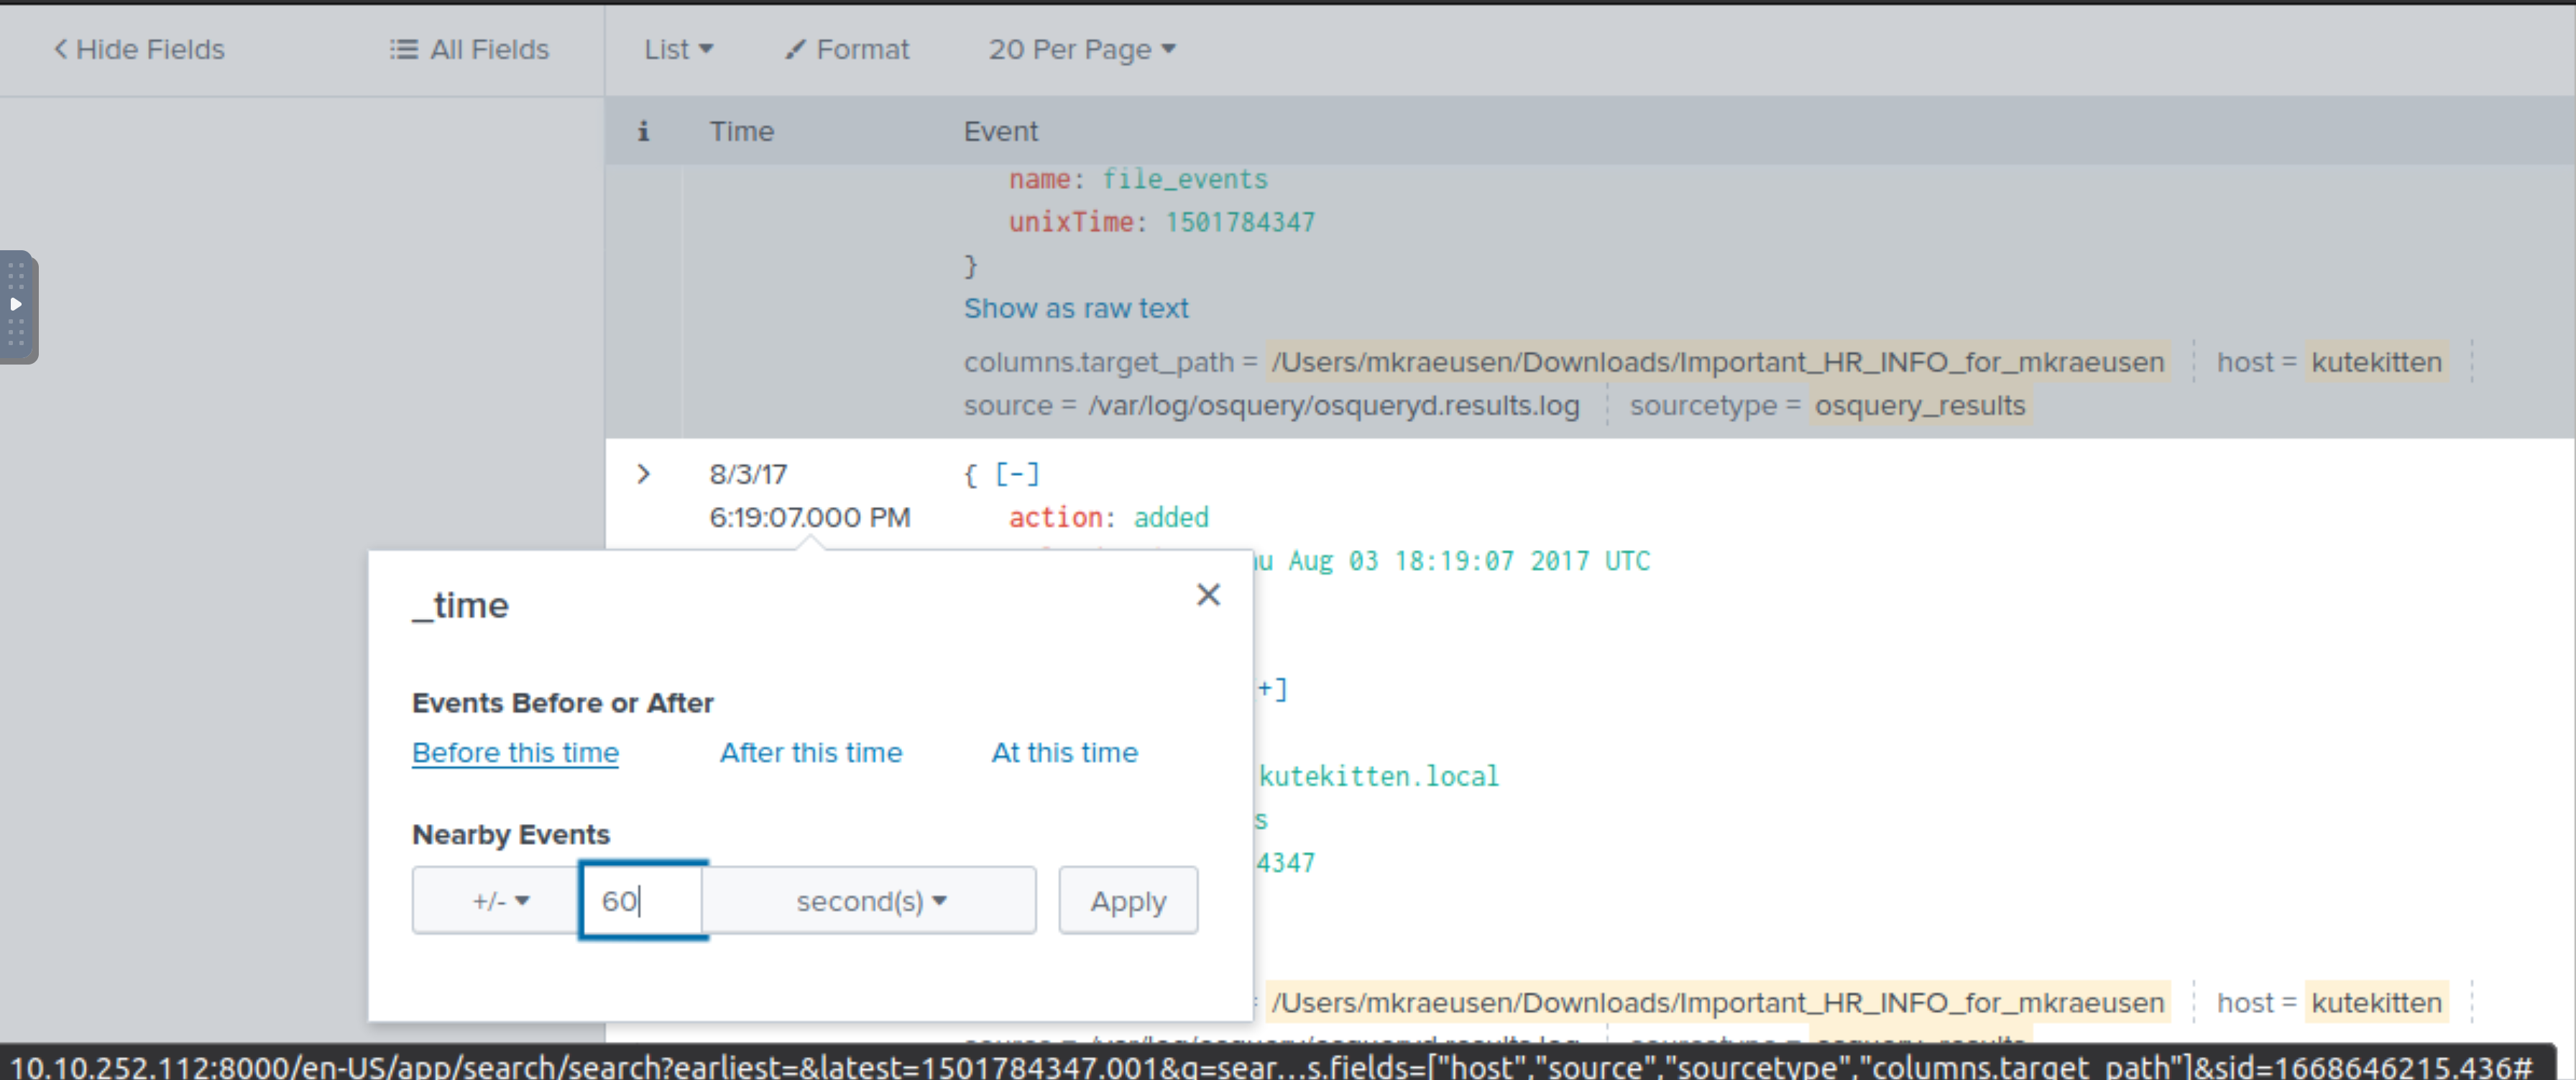 Hide Fields All Fields List Format 20 Per Page
i Time Event
name: file_events
unixTime: 1501784347
}
Show as raw text
columns.target_path = /Users/mkraeusen/Downloads/Important_HR_INFO_for_mkraeusen host = kutekitten
source = /var/log/osquery/osqueryd.results.log sourcetype = osquery_results
8/3/17 { [-]
6:19:07.000 PM action: added
u Aug 03 18:19:07 2017 UTC
_time
+]
Events Before or After
Before this time After this time At this time
kutekitten.local
s
Nearby Events
4347
+/- 60 second(s) Apply
/Users/mkraeusen/Downloads/Important_HR_INFO_for_mkraeusen host = kutekitten
10.10.252.112:8000/en-US/app/search/search?earliest=&latest=1501784347.001&q=sear…s.fields=["host","source","sourcetype","columns.target_path"]&sid=1668646215.436#